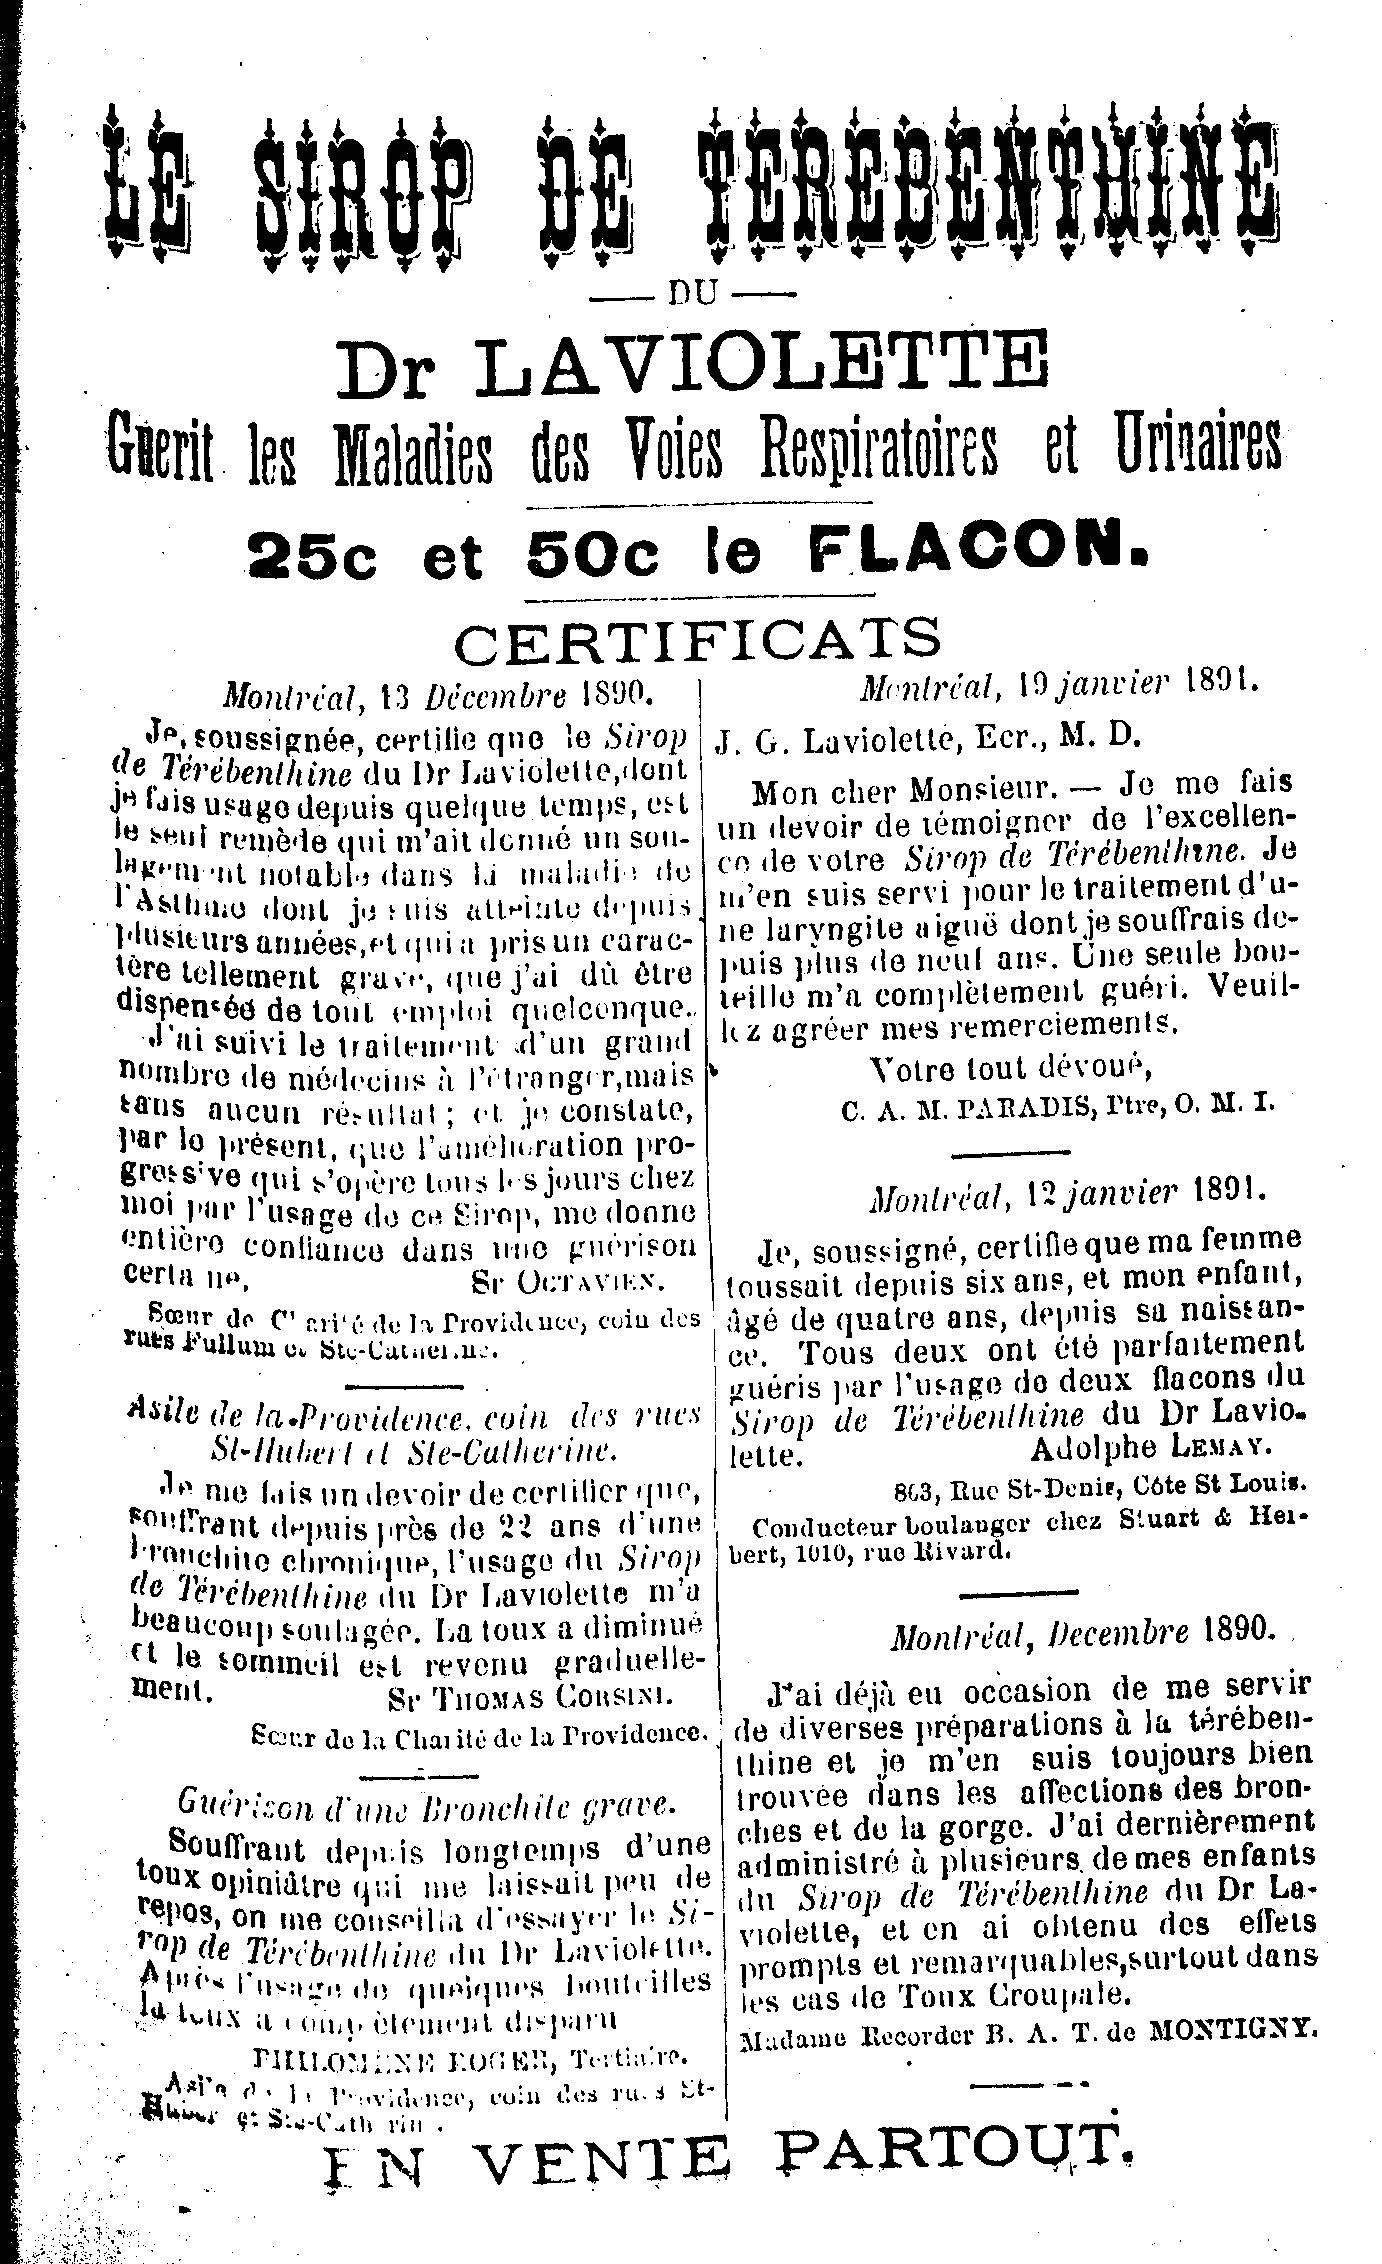 LE SIROP DE TEREBENTHINE
DU
Dr LAVIOLETTE
Guerit les Maladies des Voies Respiratoires et Urinaires
25c et 50c le FLACON.
CERTIFICATS
Montréal, 13 Décembre 1890.
Je, soussignée, certifie que le Sirop
de Térébenthine du Dr Laviolette, dont
je fais usage depuis quelque temps, est
le seul remède qui m'ait donné un sou-
lagement notable dans la maladie de
l'Asthme dont je suis atteinte depuis
plusieurs années, et qui a pris un carac-
tère tellement grave, que j'ai dû être
dispensée de tout emploi quelconque.
J'ai suivi le traitement d'un grand
nombre de médecins à l'étranger, mais
sans aucun résultat; et je constate,
par le présent, que l'amélioration pro-
gressive qui s'opère tous les jours chez
moi par l'usage de ce Sirop, me donne
entière confiance dans une guérison
certaine, Sr OCTAVIEN.
Sœur de Charité de la Providence, coin des
rues Fullum et Ste-Catherine.
Asile de la Providence, coin des rues
St-Hubert et Ste-Catherine.
Je me fais un devoir de certifier que,
souffrant depuis près de 22 ans d'une
bronchite chronique, l'usage du Sirop
de Térébenthine du Dr Laviolette m'a
beaucoup soulagée. La toux a diminué
et le sommeil est revenu graduelle-
ment. Sr THOMAS CORSINI.
Sœur de la Charité de la Providence.
Guérison d'une Bronchite grave.
Souffrant depuis longtemps d'une
toux opiniâtre qui me laissait peu de
repos, on me conseilla d'essayer le Si-
rop de Térébenthine du Dr Laviolette.
Après l'usage de quelques bouteilles
la toux a complètement disparu
PHILOMÈNE ROGER, Tertiaire.
Asile de la Providence, coin des rues St-
Hubert et Ste-Catherine.
Montréal, 19 janvier 1891.
J. G. Laviolette, Ecr., M. D.
Mon cher Monsieur. — Je me fais
un devoir de témoigner de l'excellen-
ce de votre Sirop de Térébenthine. Je
m'en suis servi pour le traitement d'u-
ne laryngite aiguë dont je souffrais de-
puis plus de neuf ans. Une seule bou-
teille m'a complètement guéri. Veuil-
lez agréer mes remerciements.
Votre tout dévoué,
C. A. M. PARADIS, Ptre, O. M. I.
Montréal, 12 janvier 1891.
Je, soussigné, certifie que ma femme
toussait depuis six ans, et mon enfant,
âgé de quatre ans, depuis sa naissan-
ce. Tous deux ont été parfaitement
guéris par l'usage de deux flacons du
Sirop de Térébenthine du Dr Lavio-
lette. Adolphe LEMAY.
863, Rue St-Denis, Côte St Louis.
Conducteur boulanger chez Stuart & Her-
bert, 1010, rue Rivard.
Montréal, Decembre 1890.
J'ai déjà eu occasion de me servir
de diverses préparations à la térében-
thine et je m'en suis toujours bien
trouvée dans les affections des bron-
ches et de la gorge. J'ai dernièrement
administré à plusieurs de mes enfants
du Sirop de Térébenthine du Dr La-
violette, et en ai obtenu des effets
prompts et remarquables, surtout dans
les cas de Toux Croupale.
Madame Recorder B. A. T. de MONTIGNY.
EN VENTE PARTOUT.